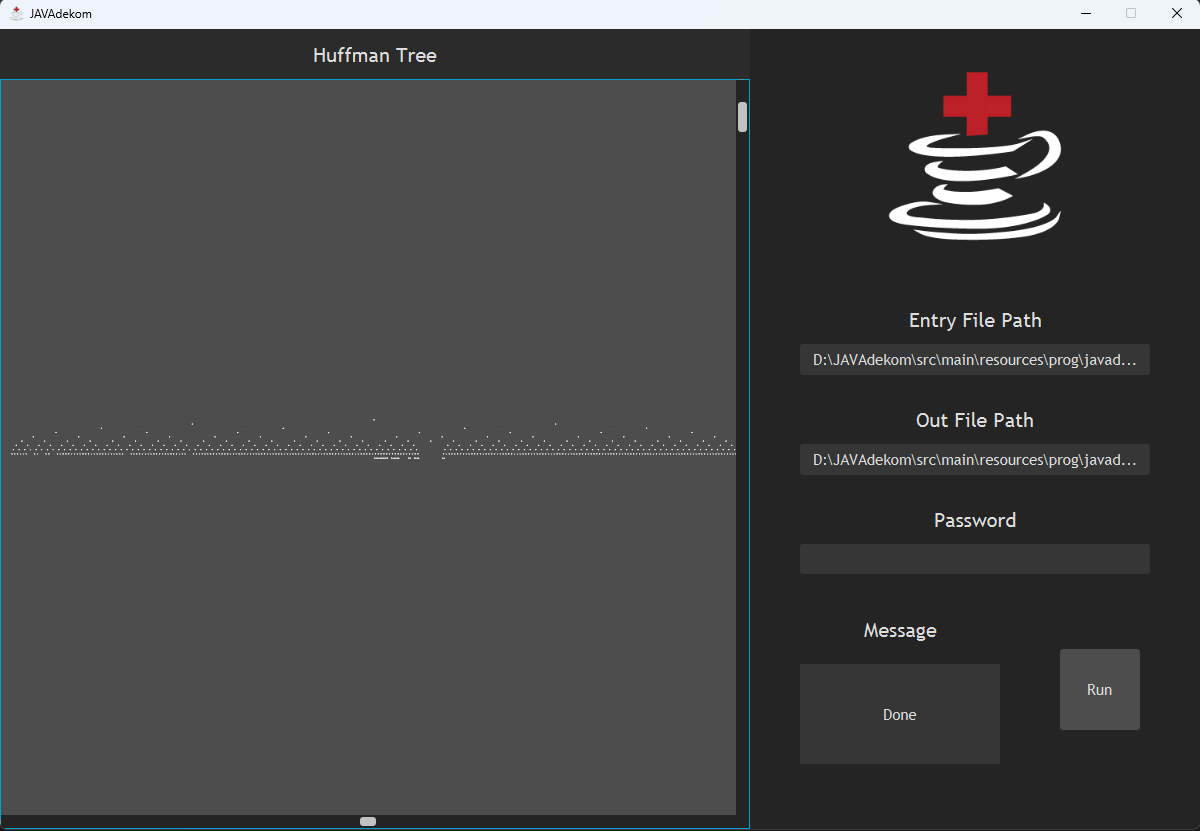 JAVAdekom
Huffman Tree
Entry File Path
D:\JAVAdekom\src\main\resources\prog\javad...
Out File Path
D:\JAVAdekom\src\main\resources\prog\javad...
Password
Message
Done
Run